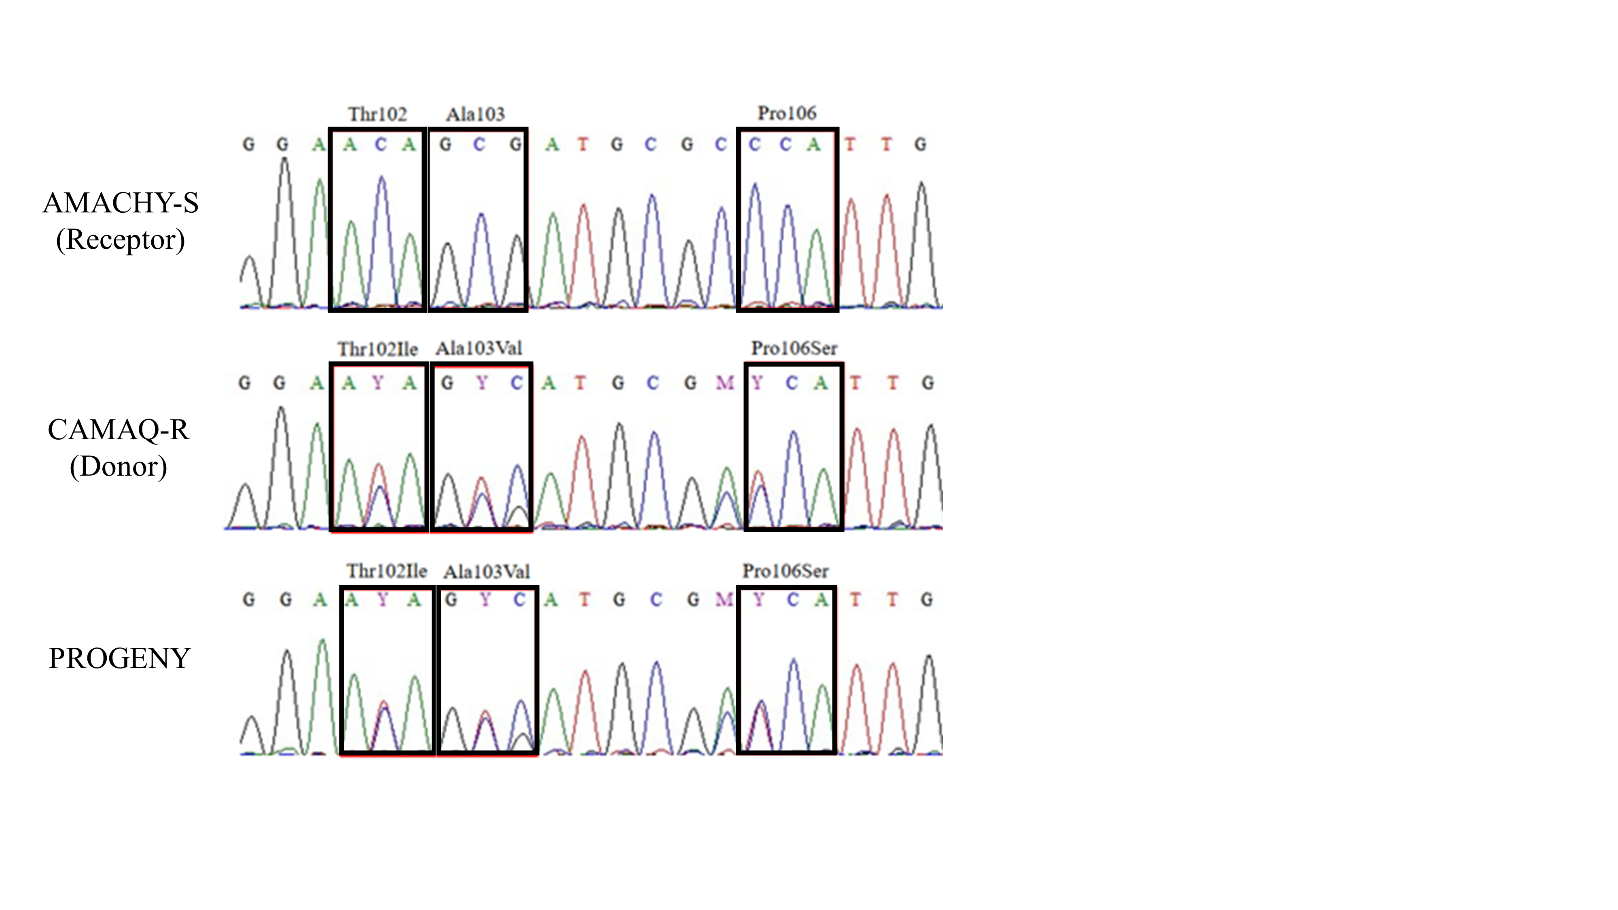 Thr102 Ala103 Pro106
G G A A C A G C G A T G C G C C C A T T G
AMACHY-S
(Receptor)
Thr102Ile Ala103Val Pro106Ser
G G A A Y A G Y C A T G C G M Y C A T T G
CAMAQ-R
(Donor)
Thr102Ile Ala103Val Pro106Ser
G G A A Y A G Y C A T G C G M Y C A T T G
PROGENY